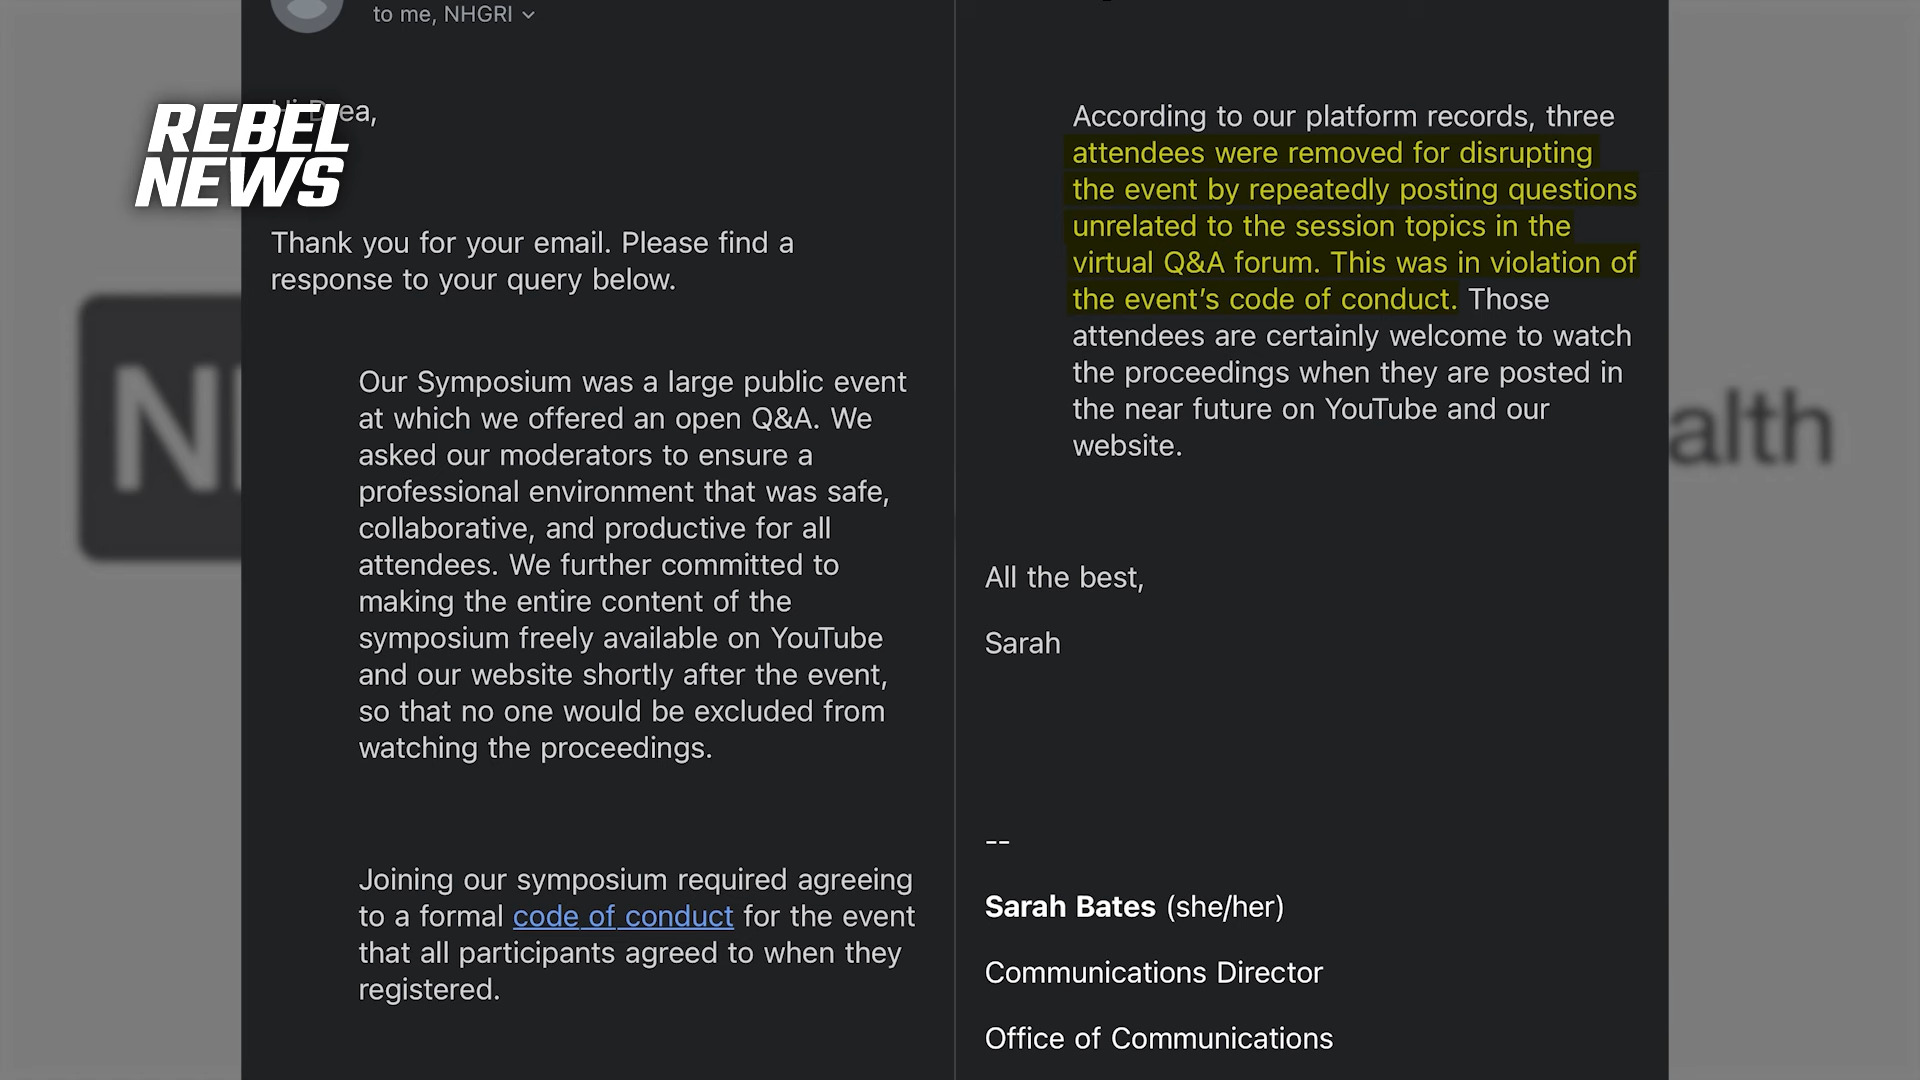 to me, NHGRI
REBEL
NEWS
Thank you for your email. Please find a
response to your query below.
Our Symposium was a large public event
at which we offered an open Q&A. We
asked our moderators to ensure a
professional environment that was safe,
collaborative, and productive for all
attendees. We further committed to
making the entire content of the
symposium freely available on YouTube
and our website shortly after the event,
so that no one would be excluded from
watching the proceedings.
Joining our symposium required agreeing
to a formal code of conduct for the event
that all participants agreed to when they
registered.
According to our platform records, three
attendees were removed for disrupting
the event by repeatedly posting questions
unrelated to the session topics in the
virtual Q&A forum. This was in violation of
the event’s code of conduct. Those
attendees are certainly welcome to watch
the proceedings when they are posted in
the near future on YouTube and our
website.
All the best,
Sarah
--
Sarah Bates (she/her)
Communications Director
Office of Communications